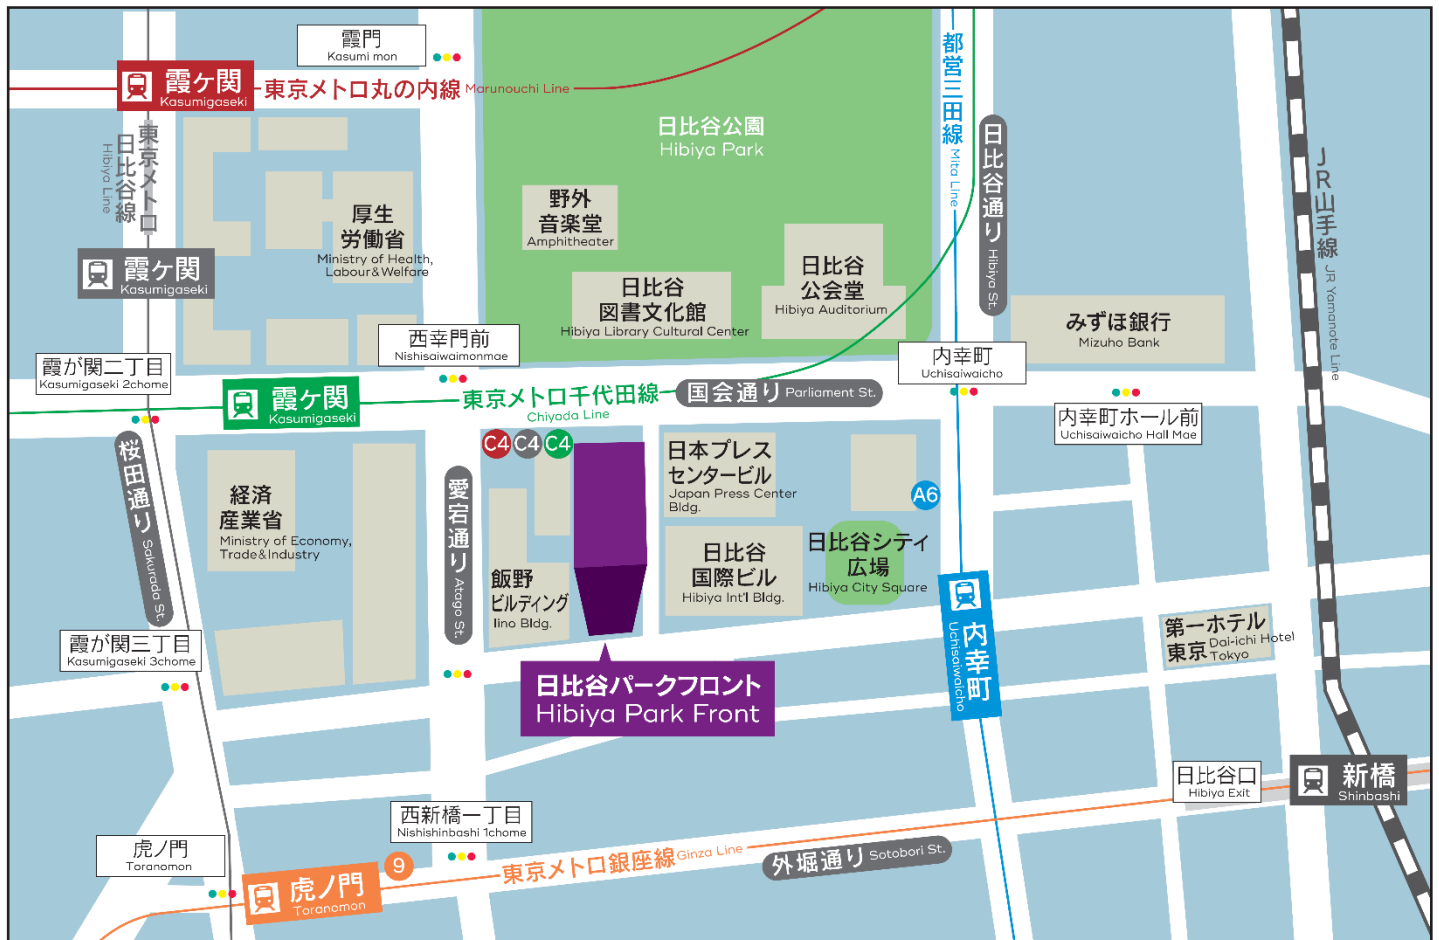 霞門
Kasumi mon
霞ケ関
Kasumigaseki
東京メトロ丸の内線 Marunouchi Line
都営三田線 Mita Line
日比谷公園
Hibiya Park
日比谷通り Hibiya St.
東京メトロ
日比谷線
Hibiya Line
JR山手線 JR Yamanote Line
野外
音楽堂
Amphitheater
厚生
労働省
Ministry of Health,
Labour&Welfare
霞ケ関
Kasumigaseki
日比谷
図書文化館
Hibiya Library Cultural Center
日比谷
公会堂
Hibiya Auditorium
みずほ銀行
Mizuho Bank
西幸門前
Nishisaiwaimonmae
内幸町
Uchisaiwaicho
霞が関二丁目
Kasumigaseki 2chome
霞ケ関
Kasumigaseki
東京メトロ千代田線
Chiyoda Line
国会通り Parliament St.
内幸町ホール前
Uchisaiwaicho Hall Mae
桜田通り Sakurada St.
C4 C4 C4
日本プレス
センタービル
Japan Press Center
Bldg.
A6
経済
産業省
Ministry of Economy,
Trade&Industry
愛宕通り Atago St.
飯野
ビルディング
Iino Bldg.
日比谷
国際ビル
Hibiya Int'l Bldg.
日比谷シティ
広場
Hibiya City Square
内幸町
Uchisaiwaicho
第一ホテル
東京 Dai-ichi Hotel
Tokyo
霞が関三丁目
Kasumigaseki 3chome
日比谷パークフロント
Hibiya Park Front
日比谷口
Hibiya Exit
新橋
Shinbashi
西新橋一丁目
Nishishinbashi 1chome
虎ノ門
Toranomon
虎ノ門
Toranomon
9
東京メトロ銀座線 Ginza Line
外堀通り Sotobori St.